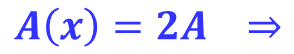 A(x) = 2A ⇒